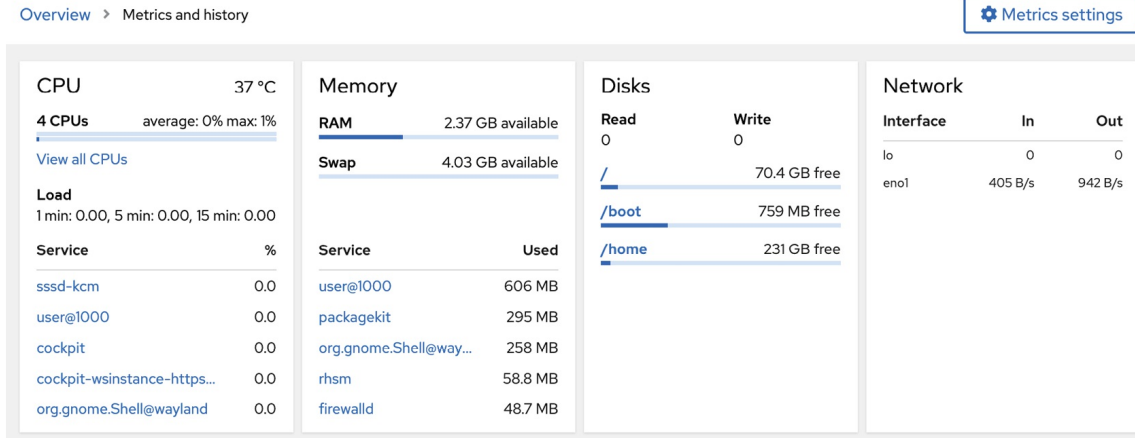 Overview > Metrics and history
Metrics settings
CPU 37 °C
4 CPUs average: 0% max: 1%
View all CPUs
Load
1 min: 0.00, 5 min: 0.00, 15 min: 0.00
Service %
sssd-kcm 0.0
user@1000 0.0
cockpit 0.0
cockpit-wsinstance-https... 0.0
org.gnome.Shell@wayland 0.0
Memory
RAM 2.37 GB available
Swap 4.03 GB available
Service Used
user@1000 606 MB
packagekit 295 MB
org.gnome.Shell@way... 258 MB
rhsm 58.8 MB
firewalld 48.7 MB
Disks
Read Write
0 0
/ 70.4 GB free
/boot 759 MB free
/home 231 GB free
Network
Interface In Out
lo 0 0
eno1 405 B/s 942 B/s